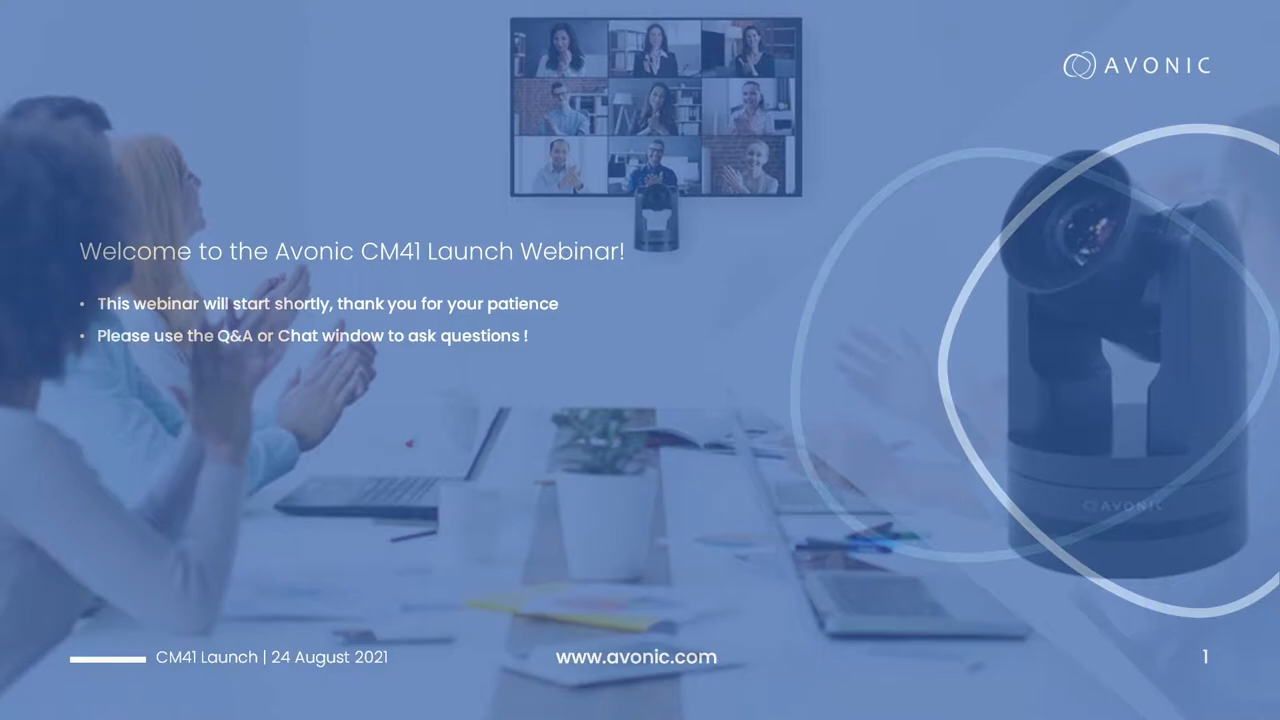 AVONIC
Welcome to the Avonic CM41 Launch Webinar!
• This webinar will start shortly, thank you for your patience
• Please use the Q&A or Chat window to ask questions !
AVONIC
CM41 Launch | 24 August 2021
www.avonic.com
1